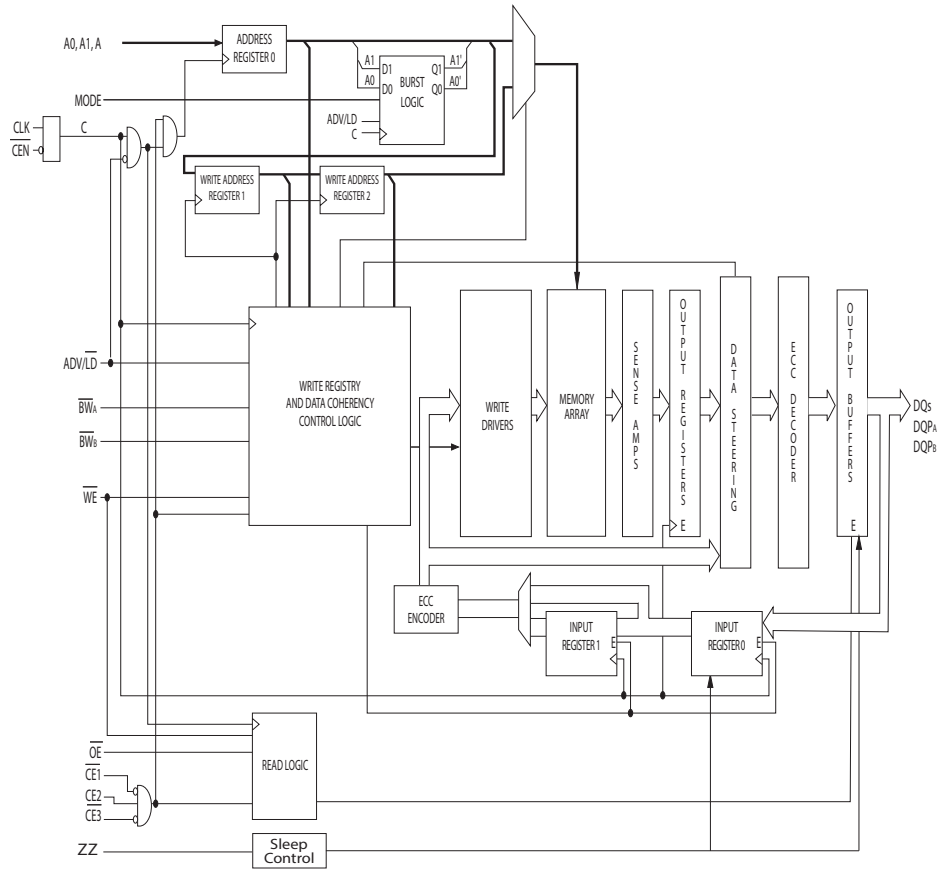 A0, A1, A
ADDRESS
REGISTER 0
A1
D1
A0
D0
BURST
LOGIC
Q1
A1'
Q0
A0'
MODE
ADV/LD
C
CLK
C
CEN
WRITE ADDRESS
REGISTER 1
WRITE ADDRESS
REGISTER 2
ADV/LD
BWA
BWB
WE
WRITE REGISTRY
AND DATA COHERENCY
CONTROL LOGIC
WRITE
DRIVERS
MEMORY
ARRAY
SENSE AMPS
OUTPUT REGISTERS
E
DATA STEERING
ECC DECODER
OUTPUT BUFFERS
E
DQs
DQPA
DQPB
ECC
ENCODER
INPUT
REGISTER 1
E
INPUT
REGISTER 0
E
OE
CE1
CE2
CE3
READ LOGIC
ZZ
Sleep
Control